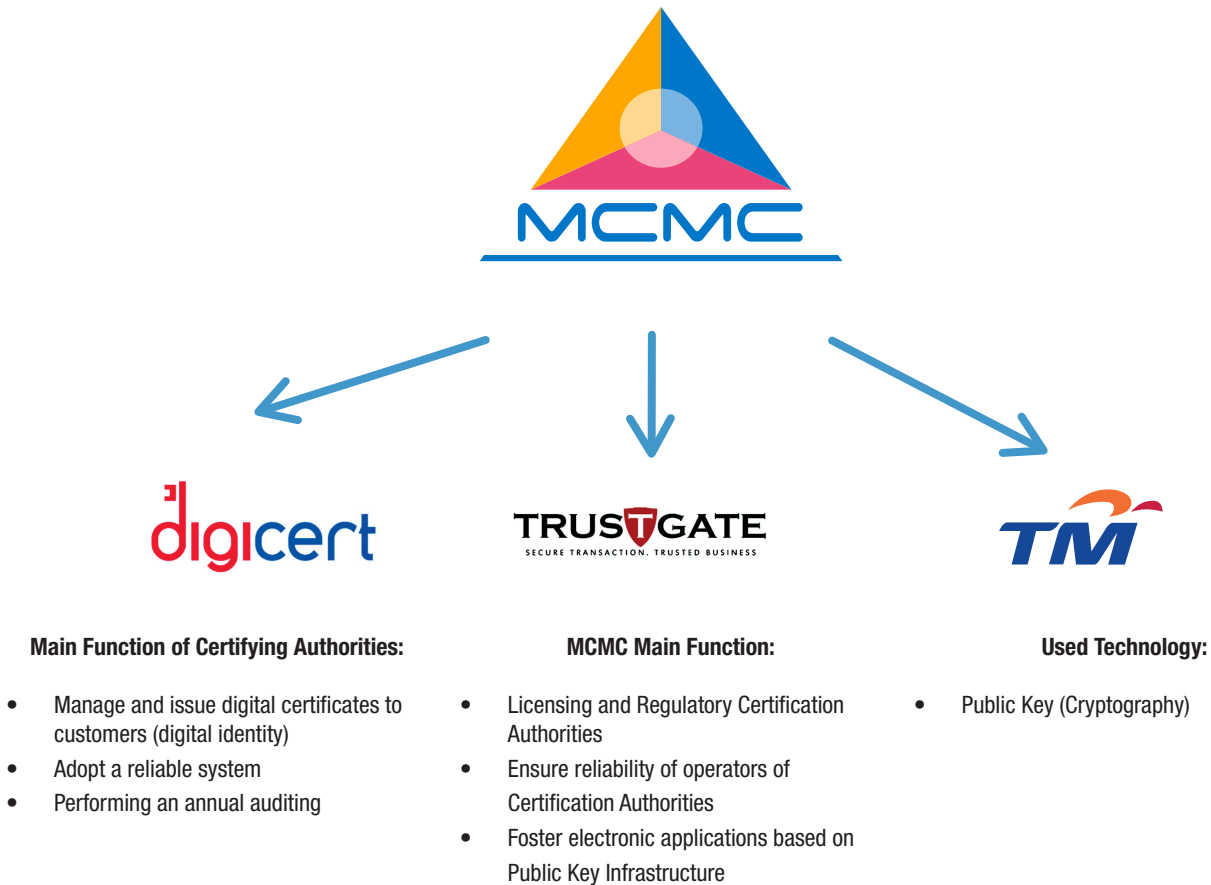 MCMC
digicert
TRUSTGATE
SECURE TRANSACTION. TRUSTED BUSINESS
TM
Main Function of Certifying Authorities:
• Manage and issue digital certificates to
customers (digital identity)
• Adopt a reliable system
• Performing an annual auditing
MCMC Main Function:
• Licensing and Regulatory Certification
Authorities
• Ensure reliability of operators of
Certification Authorities
• Foster electronic applications based on
Public Key Infrastructure
Used Technology:
• Public Key (Cryptography)